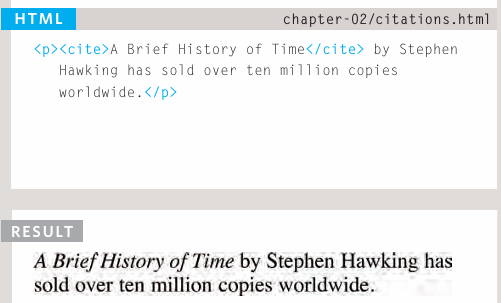 HTML chapter-02/citations.html
<p><cite>A Brief History of Time</cite> by Stephen
Hawking has sold over ten million copies
worldwide.</p>
RESULT
A Brief History of Time by Stephen Hawking has
sold over ten million copies worldwide.